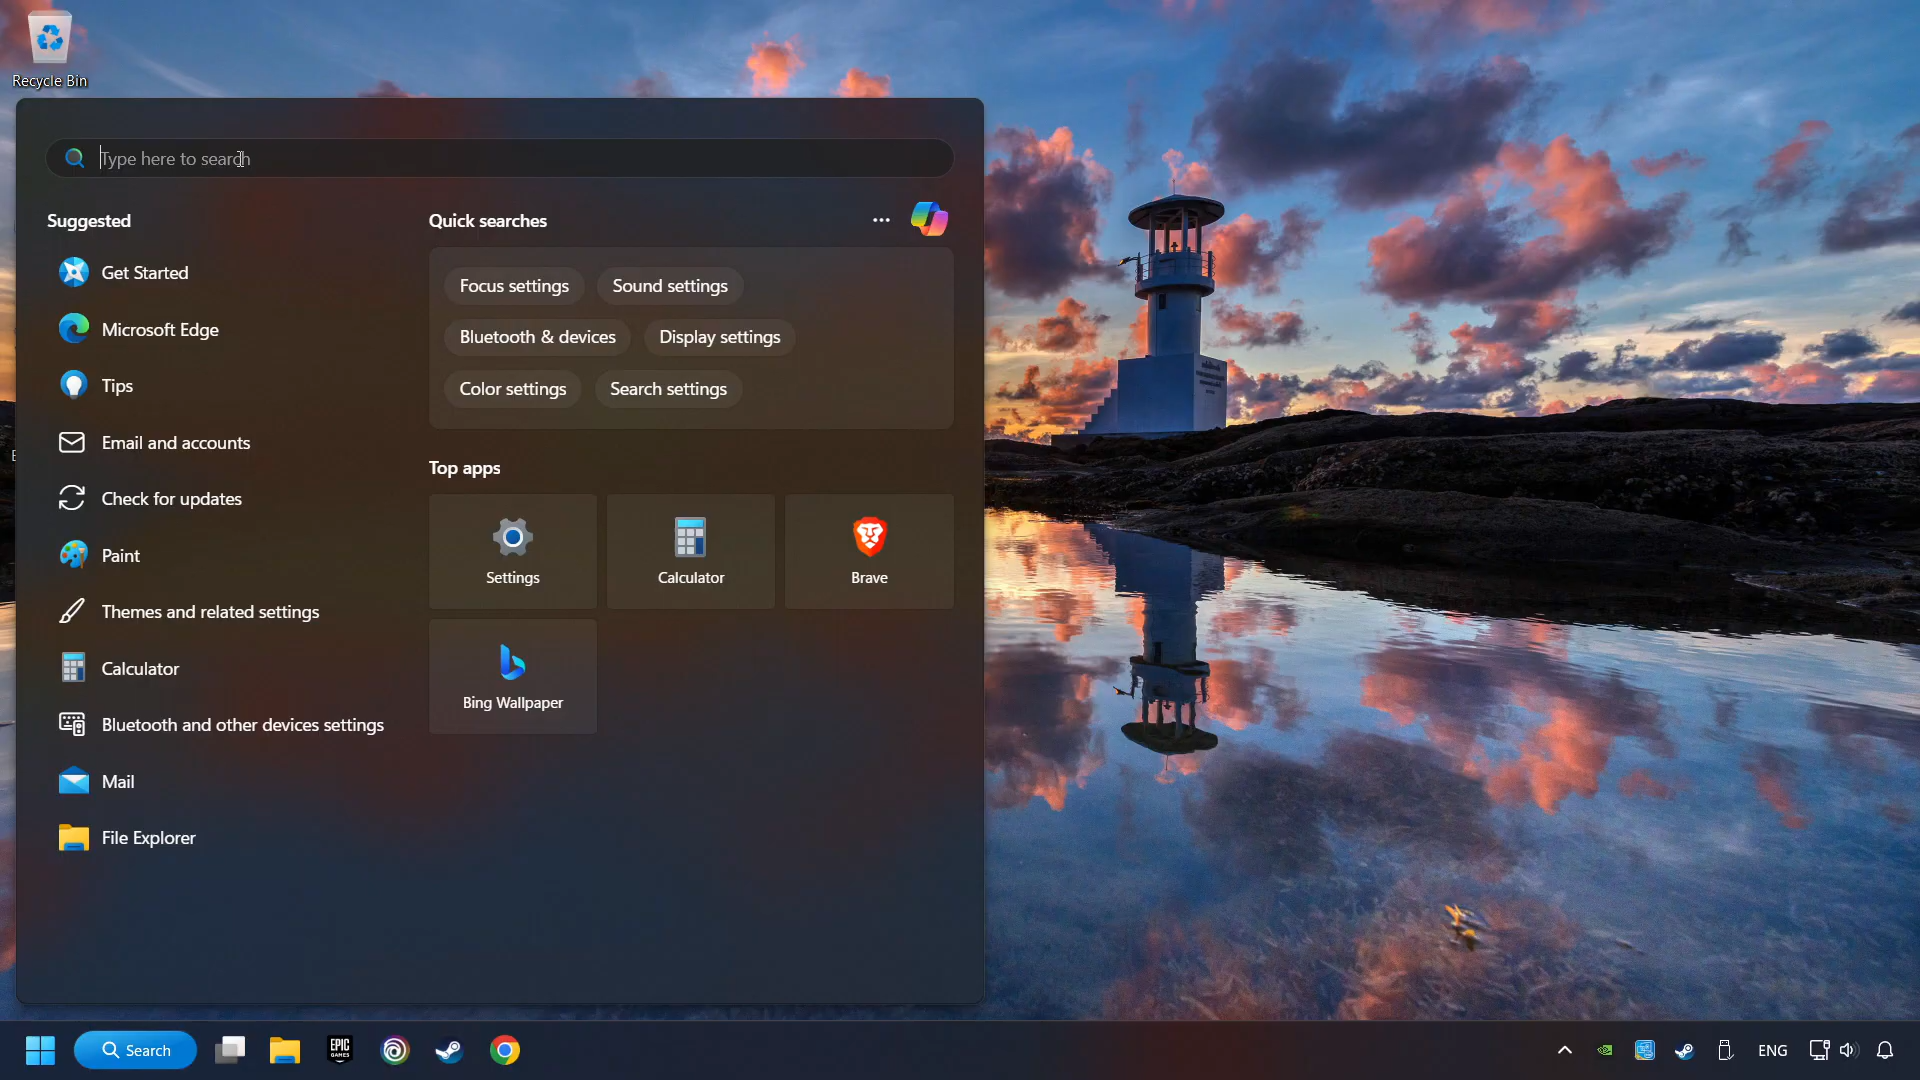 Recycle Bin
Type here to search
Suggested
Get Started
Microsoft Edge
Tips
Email and accounts
Check for updates
Paint
Themes and related settings
Calculator
Bluetooth and other devices settings
Mail
File Explorer
Quick searches
Focus settings
Sound settings
Bluetooth & devices
Display settings
Color settings
Search settings
Top apps
Settings
Calculator
Brave
Bing Wallpaper
Search
EPIC
GAMES
ENG